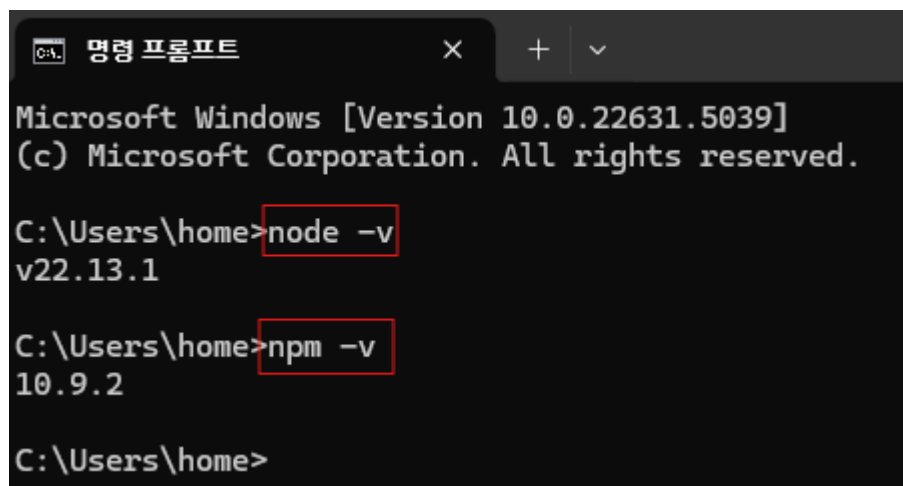 명령 프롬프트
Microsoft Windows [Version 10.0.22631.5039]
(c) Microsoft Corporation. All rights reserved.
C:\Users\home>node -v
v22.13.1
C:\Users\home>npm -v
10.9.2
C:\Users\home>